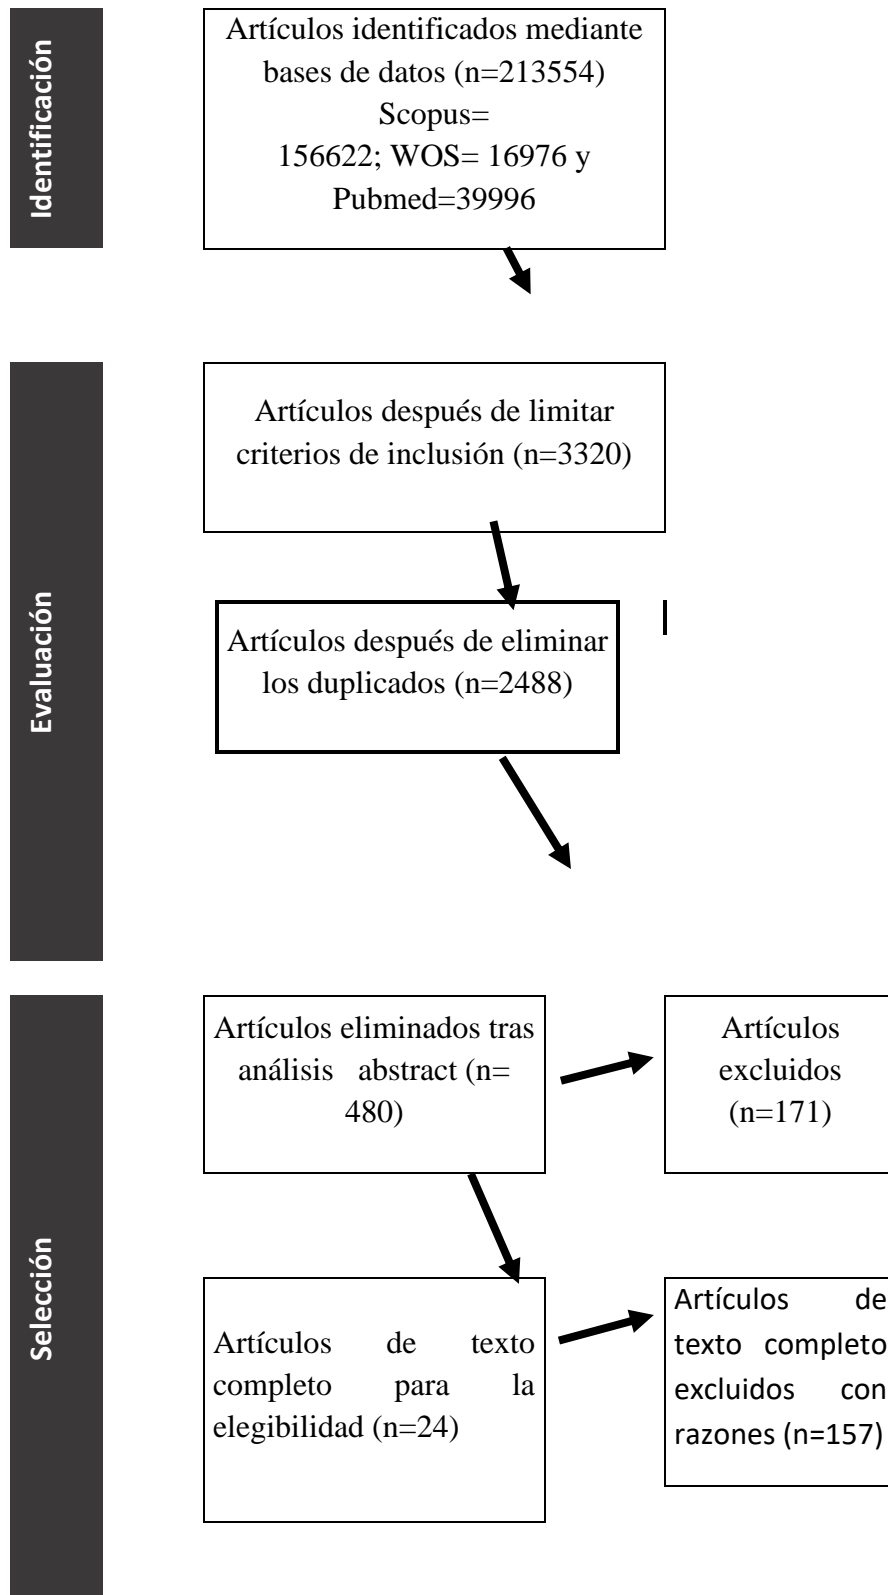 Identificación
Artículos identificados mediante
bases de datos (n=213554)
Scopus=
156622; WOS= 16976 y
Pubmed=39996
Evaluación
Artículos después de limitar
criterios de inclusión (n=3320)
Artículos después de eliminar
los duplicados (n=2488)
Selección
Artículos eliminados tras
análisis abstract (n=
480)
Artículos
excluidos
(n=171)
Artículos de texto
completo para la
elegibilidad (n=24)
Artículos de
texto completo
excluidos con
razones (n=157)